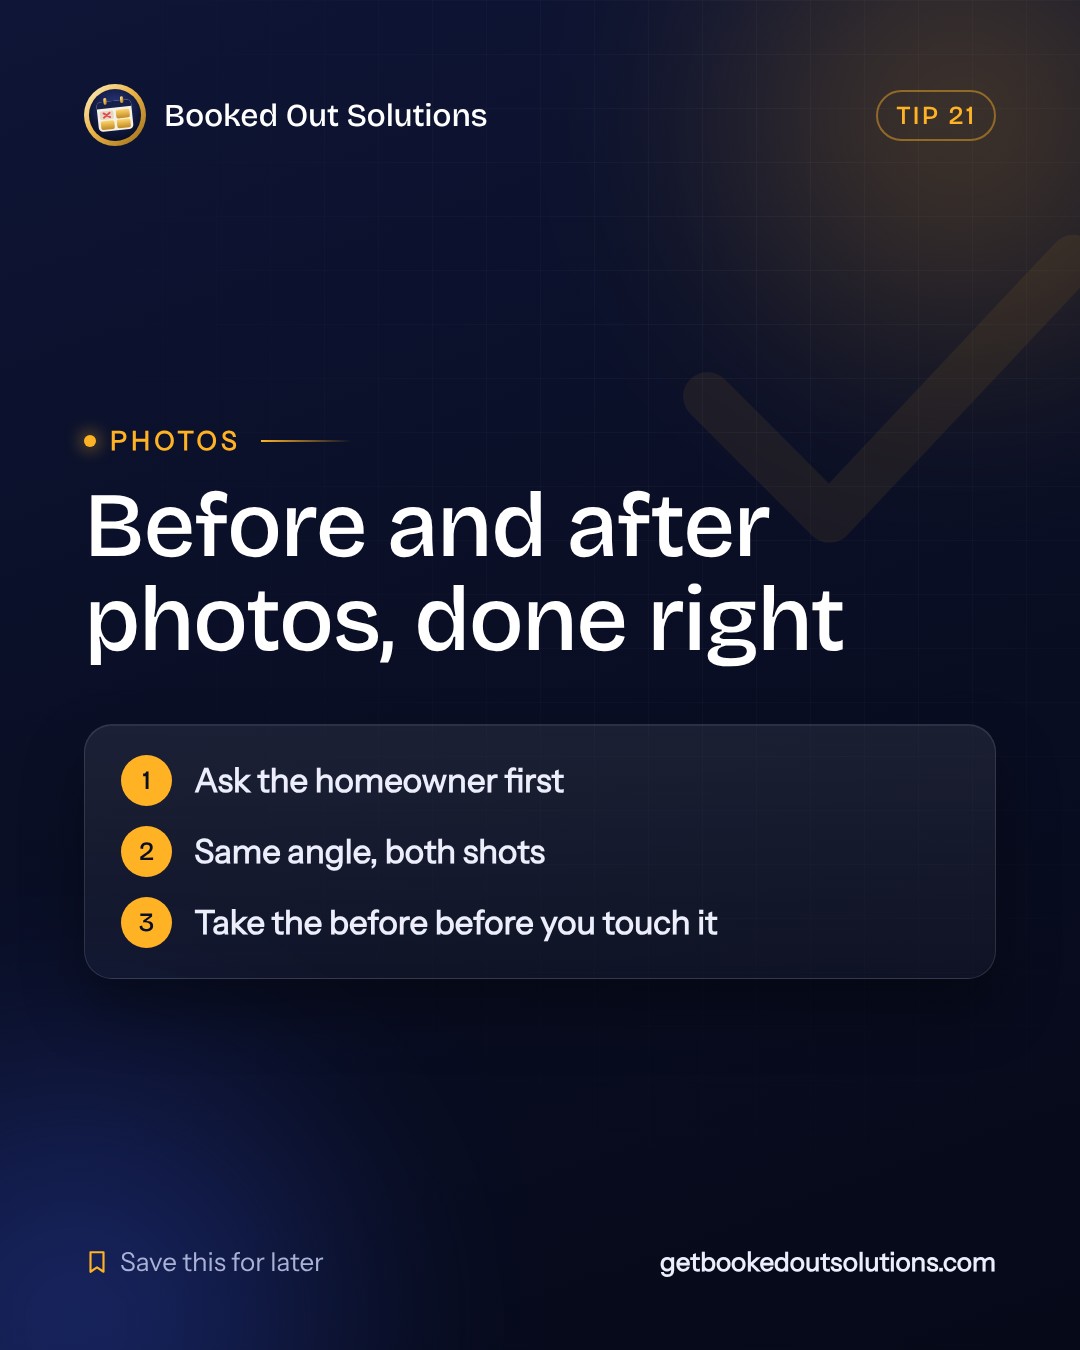 Booked Out Solutions
TIP 21
PHOTOS
Before and after
photos, done right
1 Ask the homeowner first
2 Same angle, both shots
3 Take the before before you touch it
Save this for later
getbookedoutsolutions.com